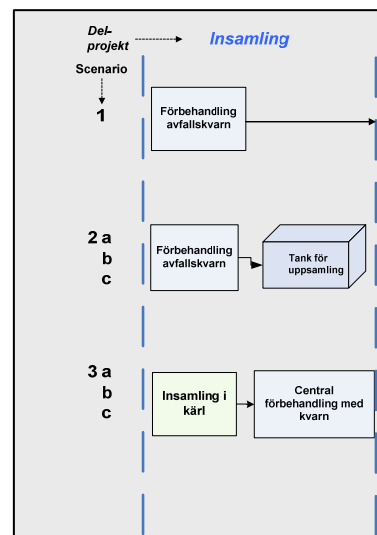 Del-
projekt
Insamling
Scenario
1
Förbehandling
avfallskvarn
2 a
b
c
Förbehandling
avfallskvarn
Tank för
uppsamling
3 a
b
c
Insamling i
kärl
Central
förbehandling med
kvarn